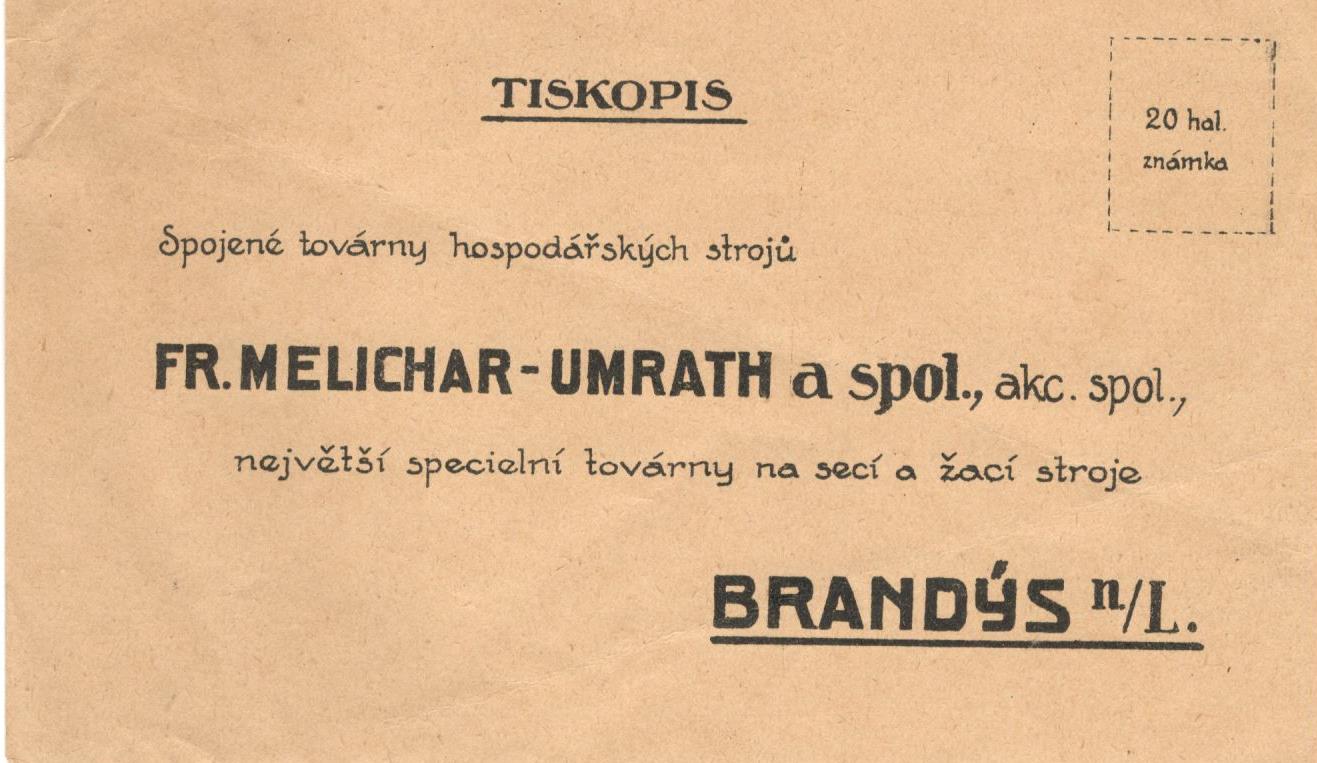 TISKOPIS
20 hal.
známka
Spojené továrny hospodářských strojů
FR. MELICHAR-UMRATH a spol., akc. spol.,
největší specielní továrny na secí a žací stroje
BRANDÝS n/L.